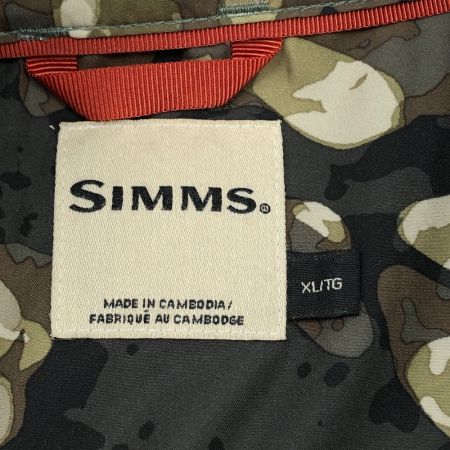 SIMMS®
XL/TG
MADE IN CAMBODIA/
FABRIQUÉ AU CAMBODGE